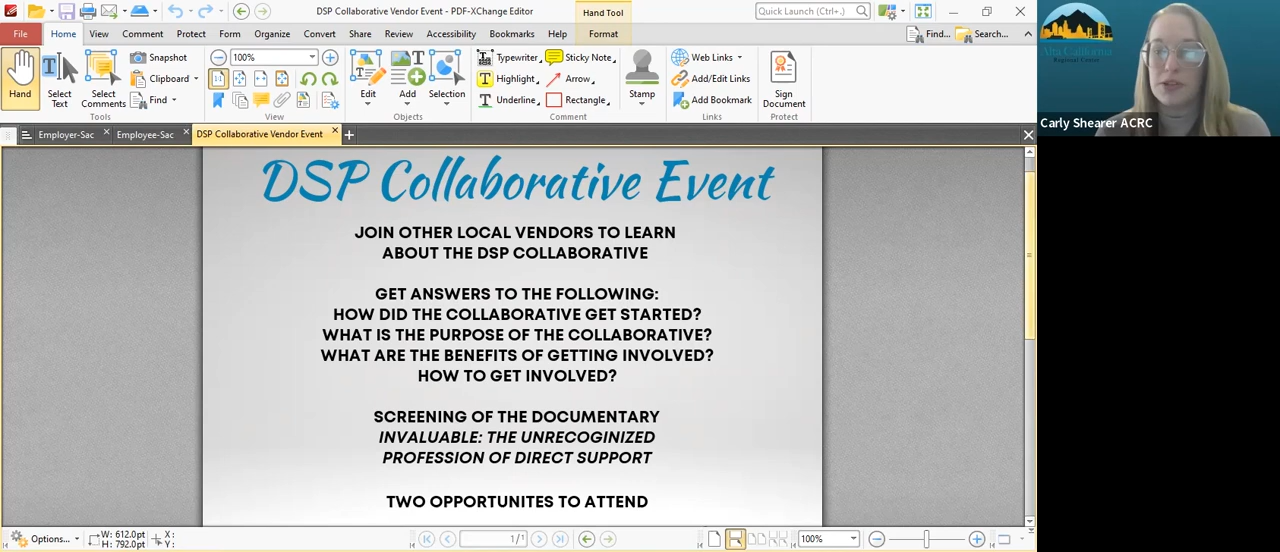 DSP Collaborative Vendor Event - PDF-XChange Editor
Hand Tool
Quick Launch (Ctrl+.)
File Home View Comment Protect Form Organize Convert Share Review Accessibility Bookmarks Help Format Find... Search...
Hand
Select Text
Select Comments
Snapshot
Clipboard
Find
Tools
100%
View
Edit
Add
Selection
Objects
Typewriter
Highlight
Underline
Sticky Note
Arrow
Rectangle
Stamp
Comment
Web Links
Add/Edit Links
Add Bookmark
Links
Sign Document
Protect
Employer-Sac
Employee-Sac
DSP Collaborative Vendor Event
DSP Collaborative Event
JOIN OTHER LOCAL VENDORS TO LEARN
ABOUT THE DSP COLLABORATIVE
GET ANSWERS TO THE FOLLOWING:
HOW DID THE COLLABORATIVE GET STARTED?
WHAT IS THE PURPOSE OF THE COLLABORATIVE?
WHAT ARE THE BENEFITS OF GETTING INVOLVED?
HOW TO GET INVOLVED?
SCREENING OF THE DOCUMENTARY
INVALUABLE: THE UNRECOGINIZED
PROFESSION OF DIRECT SUPPORT
TWO OPPORTUNITES TO ATTEND
Options...
W: 612.0pt
H: 792.0pt
X:
Y:
1/1
100%
Alta California
Regional Center
Carly Shearer ACRC